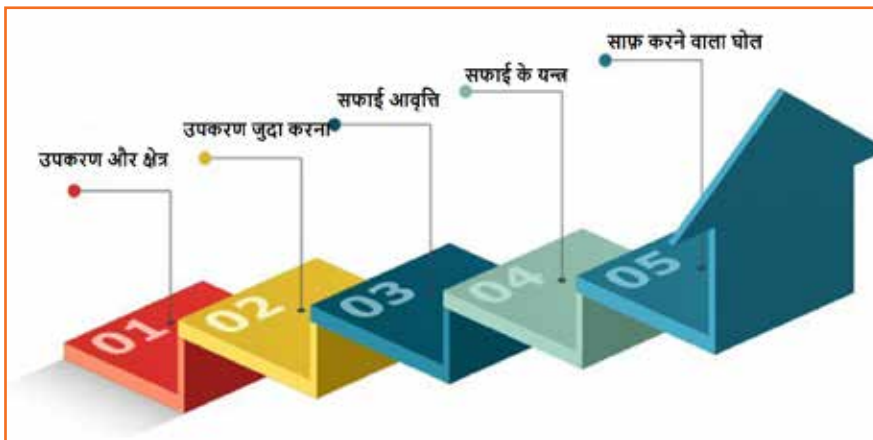 उपकरण और क्षेत्र
01
उपकरण जुदा करना
02
सफाई आवृत्ति
03
सफाई के यन्त्र
04
साफ़ करने वाला घोल
05